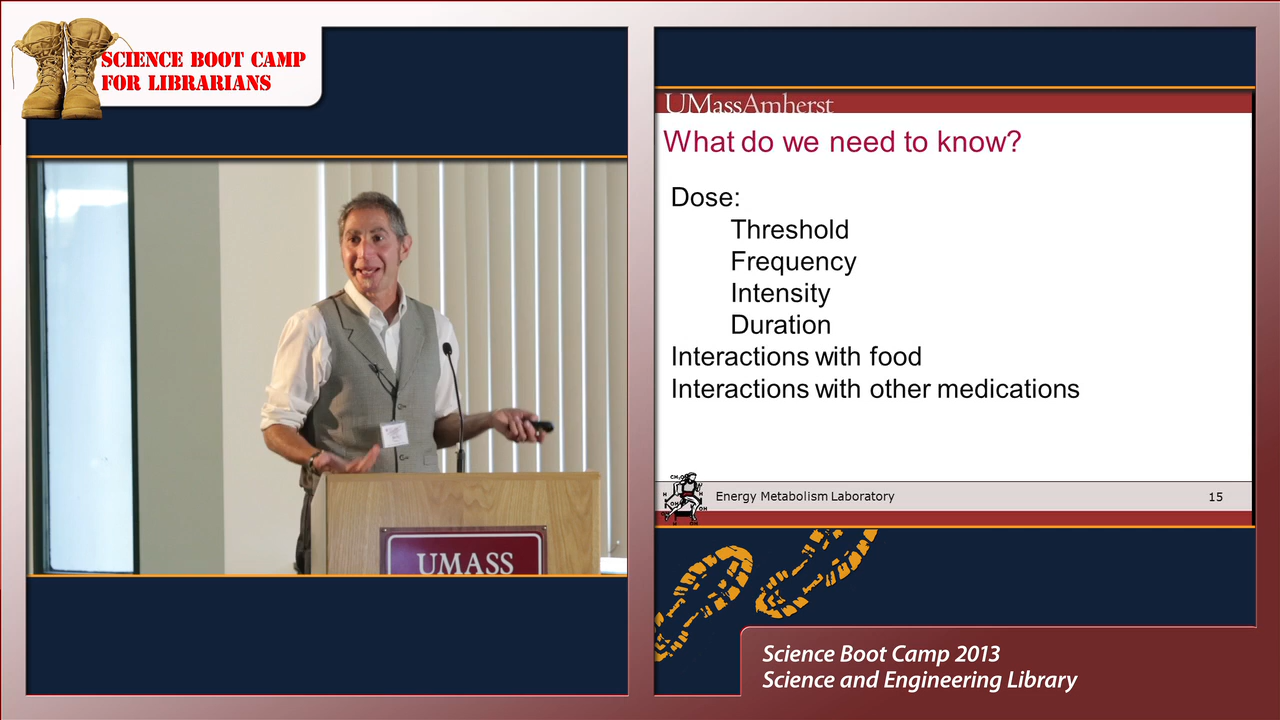 SCIENCE BOOT CAMP
FOR LIBRARIANS
UMASS
UMassAmherst
What do we need to know?
Dose:
Threshold
Frequency
Intensity
Duration
Interactions with food
Interactions with other medications
Energy Metabolism Laboratory
15
Science Boot Camp 2013
Science and Engineering Library